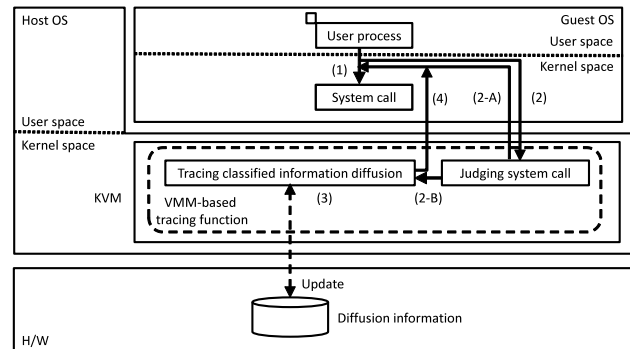 Host OS
Guest OS
User process
User space
Kernel space
(1)
(4)
(2-A)
(2)
System call
User space
Kernel space
Tracing classified information diffusion
Judging system call
KVM
VMM-based
tracing function
(3)
(2-B)
Update
Diffusion information
H/W